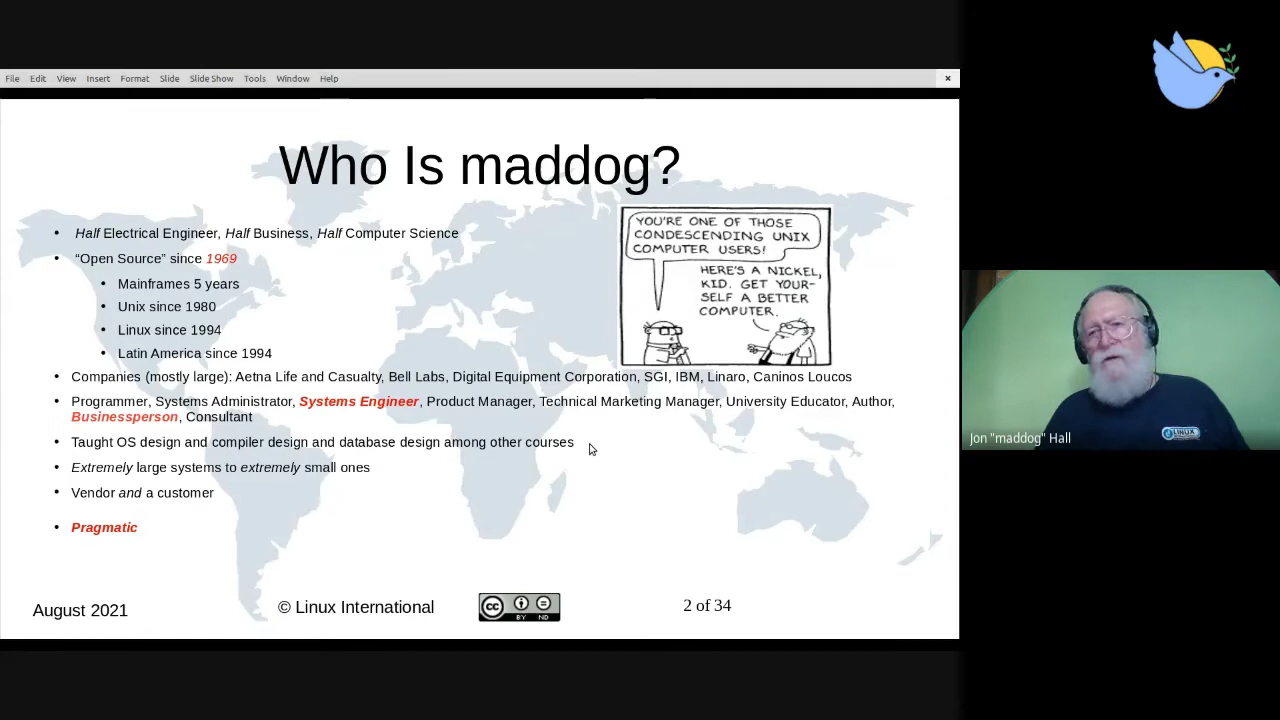 File Edit View Insert Format Slide Slide Show Tools Window Help
Who Is maddog?
• Half Electrical Engineer, Half Business, Half Computer Science
• “Open Source” since 1969
• Mainframes 5 years
• Unix since 1980
• Linux since 1994
• Latin America since 1994
YOU'RE ONE OF THOSE
CONDESCENDING UNIX
COMPUTER USERS!
HERE'S A NICKEL,
KID. GET YOUR-
SELF A BETTER
COMPUTER.
• Companies (mostly large): Aetna Life and Casualty, Bell Labs, Digital Equipment Corporation, SGI, IBM, Linaro, Caninos Loucos
• Programmer, Systems Administrator, Systems Engineer, Product Manager, Technical Marketing Manager, University Educator, Author,
Businessperson, Consultant
• Taught OS design and compiler design and database design among other courses
• Extremely large systems to extremely small ones
• Vendor and a customer
• Pragmatic
August 2021
© Linux International
CC BY ND
2 of 34
LINUX
Jon "maddog" Hall